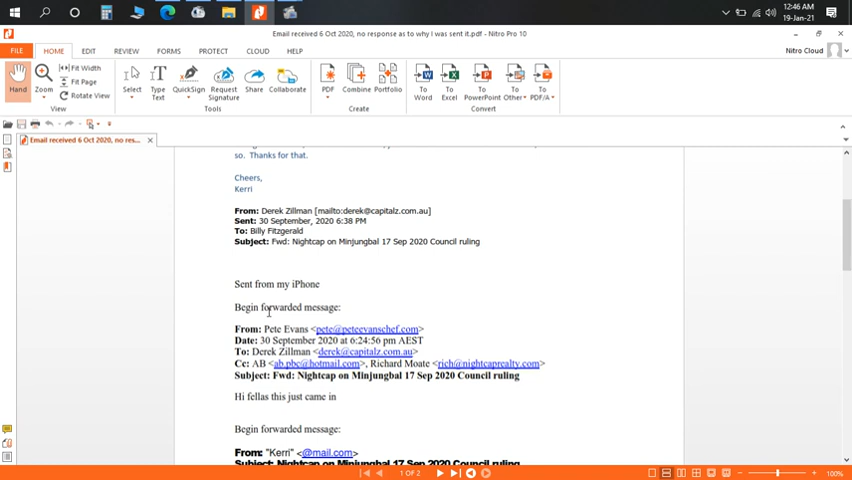 12:46 AM
19-Jan-21
Email received 6 Oct 2020, no response as to why I was sent it.pdf - Nitro Pro 10
FILE HOME EDIT REVIEW FORMS PROTECT CLOUD HELP
Nitro Cloud
Hand
Zoom
Fit Width
Fit Page
Rotate View
View
Select
Type Text
QuickSign
Request Signature
Share
Collaborate
Tools
PDF
Combine
Portfolio
Create
To Word
To Excel
To PowerPoint
To Other
To PDF/A
Convert
Email received 6 Oct 2020, no res...
so. Thanks for that.
Cheers,
Kerri
From: Derek Zillman [mailto:derek@capitalz.com.au]
Sent: 30 September, 2020 6:38 PM
To: Billy Fitzgerald
Subject: Fwd: Nightcap on Minjungbal 17 Sep 2020 Council ruling
Sent from my iPhone
Begin forwarded message:
From: Pete Evans <pete@peteevanschef.com>
Date: 30 September 2020 at 6:24:56 pm AEST
To: Derek Zillman <derek@capitalz.com.au>
Cc: AB <ab.pbc@hotmail.com>, Richard Moate <rich@nightcaprealty.com>
Subject: Fwd: Nightcap on Minjungbal 17 Sep 2020 Council ruling
Hi fellas this just came in
Begin forwarded message:
From: "Kerri" <@mail.com>
Subject: Nightcap on Minjungbal 17 Sep 2020 Council ruling
1 OF 2
100%